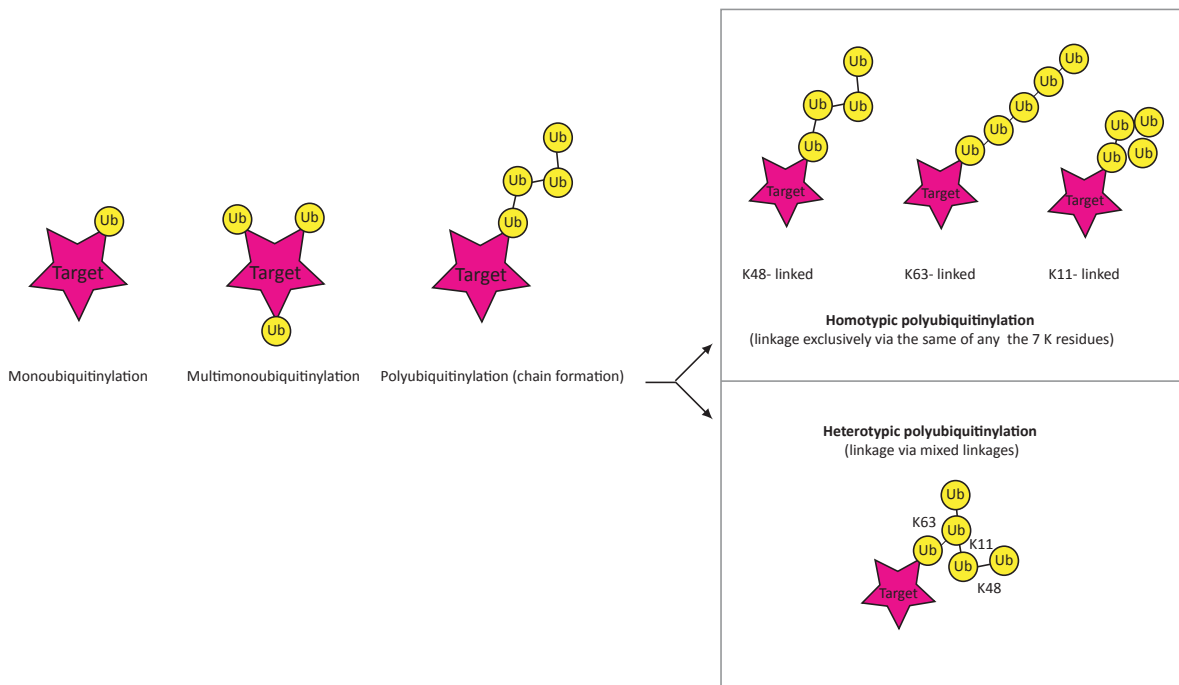 Ub
Target
Monoubiquitinylation
Ub
Ub
Target
Ub
Multimonoubiquitinylation
Ub
Ub
Ub
Ub
Target
Polyubiquitinylation (chain formation)
Ub
Ub
Ub
Ub
Target
K48- linked
Ub
Ub
Ub
Ub
Ub
Target
K63- linked
Ub
Ub
Ub
Ub
Target
K11- linked
Homotypic polyubiquitinylation
(linkage exclusively via the same of any the 7 K residues)
Heterotypic polyubiquitinylation
(linkage via mixed linkages)
Ub
K63
Ub
Ub
K11
Ub
Ub
K48
Target